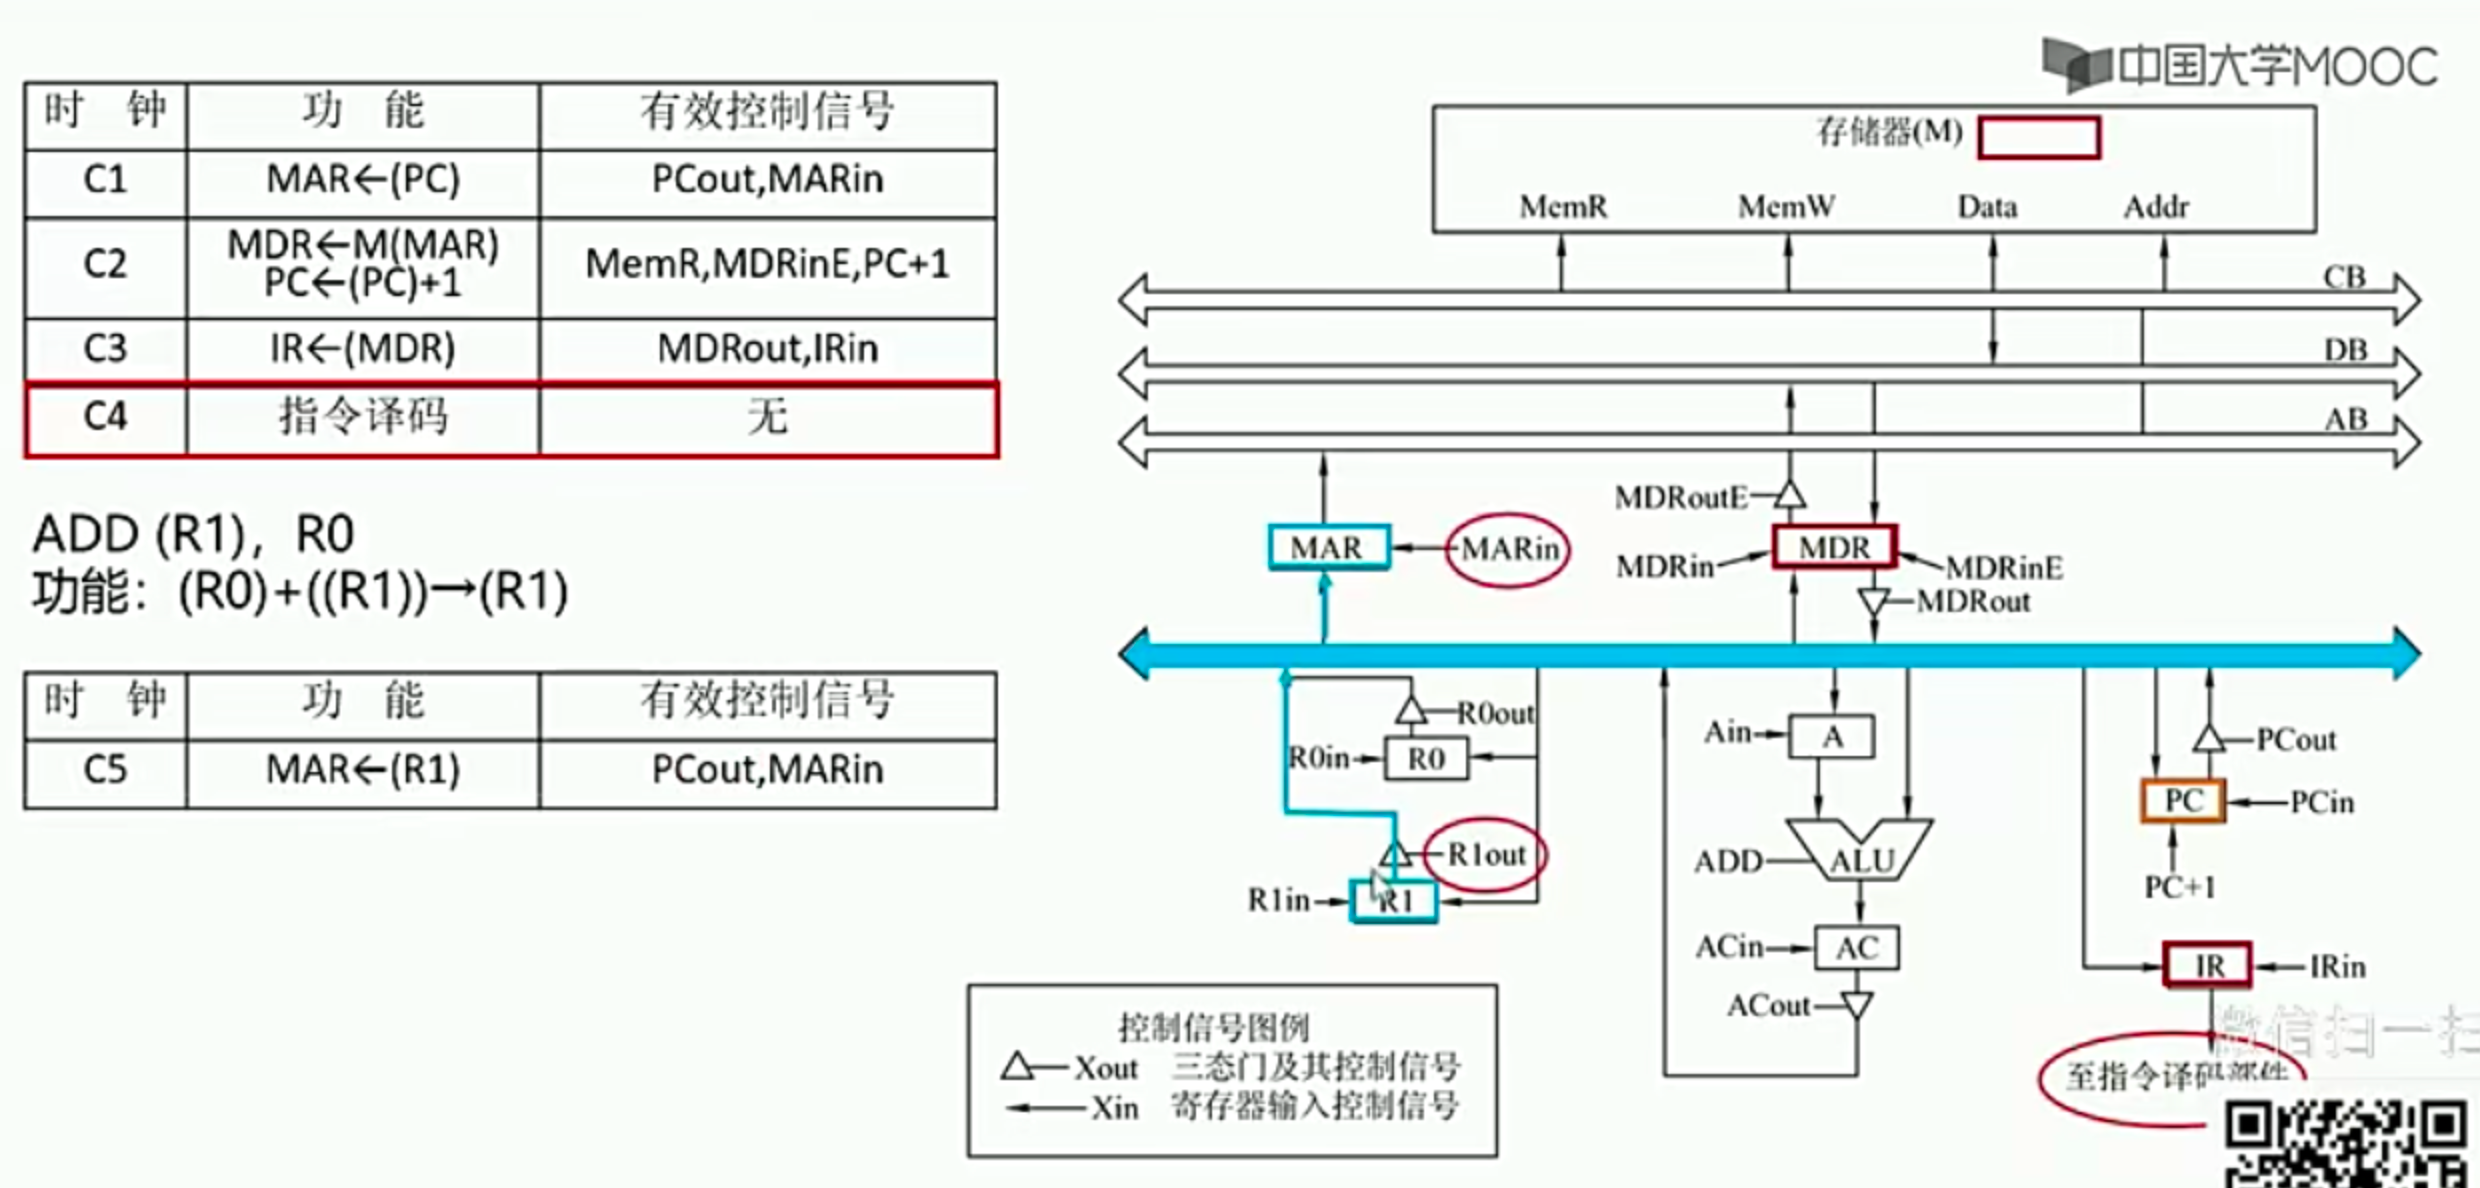 中国大学MOOC
时 钟 功 能 有效控制信号
C1 MAR←(PC) PCout,MARin
C2 MDR←M(MAR) PC←(PC)+1 MemR,MDRinE,PC+1
C3 IR←(MDR) MDRout,IRin
C4 指令译码 无
ADD (R1), R0
功能：(R0)+((R1))→(R1)
时 钟 功 能 有效控制信号
C5 MAR←(R1) PCout,MARin
存储器(M)
MemR MemW Data Addr
CB
DB
AB
MDRoutE
MAR MARin
MDRin MDR MDRinE
MDRout
R0out
R0in R0
R1out
R1in R1
Ain A
ADD ALU
ACin AC
ACout
PCout
PC PCin
PC+1
IR IRin
至指令译码部件
微信扫一扫
控制信号图例
Xout 三态门及其控制信号
Xin 寄存器输入控制信号